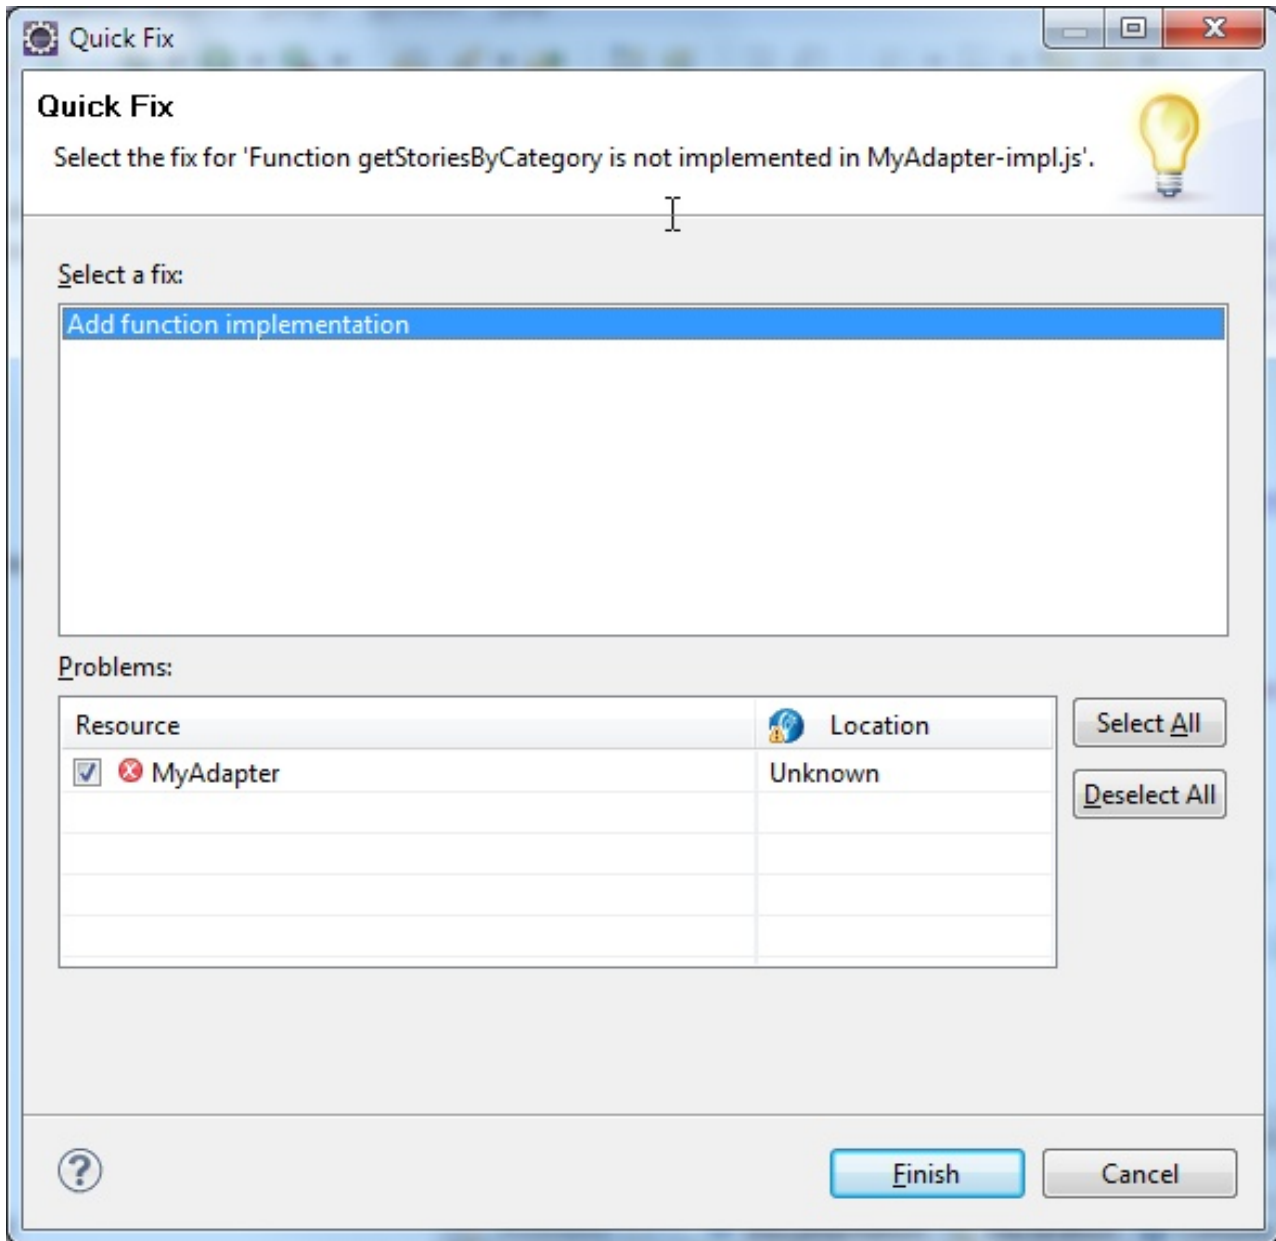 Quick Fix
Quick Fix
Select the fix for 'Function getStoriesByCategory is not implemented in MyAdapter-impl.js'.
Select a fix:
Add function implementation
Problems:
Resource Location
Select All
MyAdapter Unknown
Deselect All
Finish Cancel